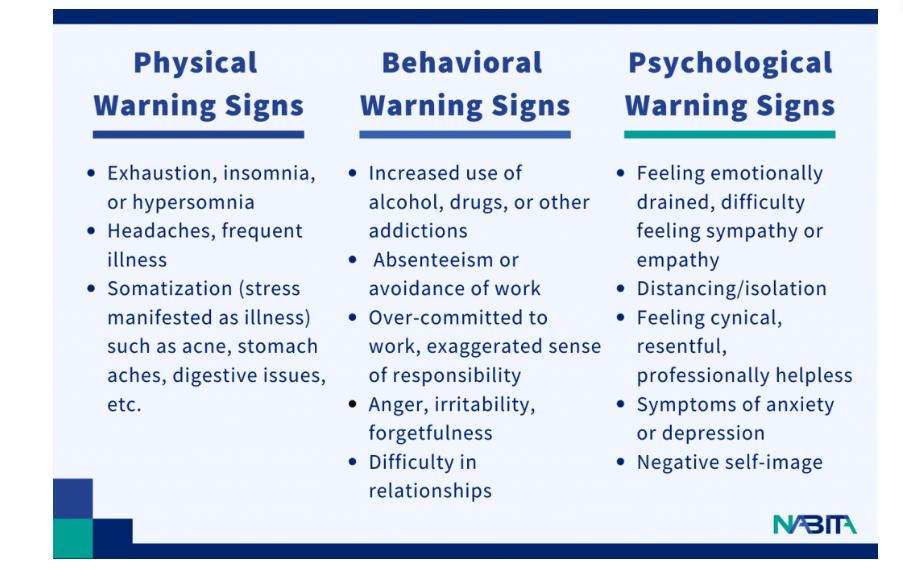 Physical
Warning Signs
• Exhaustion, insomnia,
or hypersomnia
• Headaches, frequent
illness
• Somatization (stress
manifested as illness)
such as acne, stomach
aches, digestive issues,
etc.
Behavioral
Warning Signs
• Increased use of
alcohol, drugs, or other
addictions
• Absenteeism or
avoidance of work
• Over-committed to
work, exaggerated sense
of responsibility
• Anger, irritability,
forgetfulness
• Difficulty in
relationships
Psychological
Warning Signs
• Feeling emotionally
drained, difficulty
feeling sympathy or
empathy
• Distancing/isolation
• Feeling cynical,
resentful,
professionally helpless
• Symptoms of anxiety
or depression
• Negative self-image
NABITA